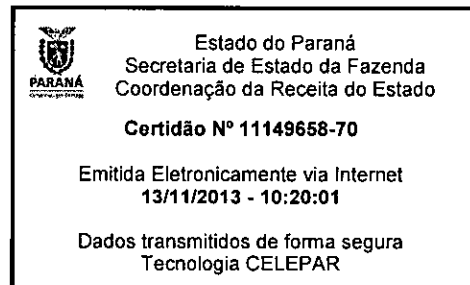 PARANÁ
Estado do Paraná
Secretaria de Estado da Fazenda
Coordenação da Receita do Estado
Certidão Nº 11149658-70
Emitida Eletronicamente via Internet
13/11/2013 - 10:20:01
Dados transmitidos de forma segura
Tecnologia CELEPAR